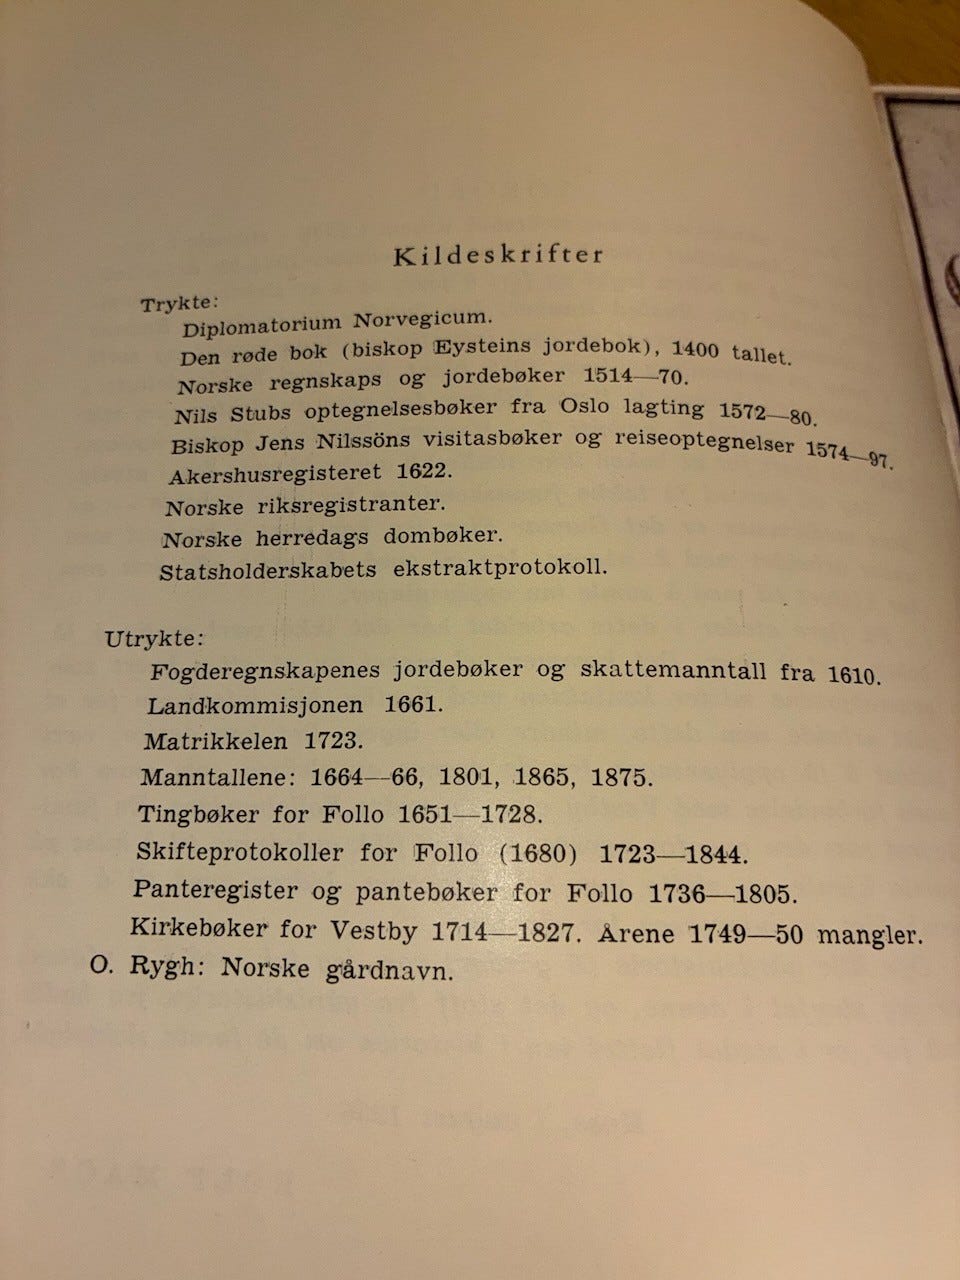 Kildeskrifter
Trykte:
Diplomatorium Norvegicum.
Den røde bok (biskop Eysteins jordebok), 1400 tallet.
Norske regnskaps og jordebøker 1514—70.
Nils Stubs optegnelsesbøker fra Oslo lagting 1572—80.
Biskop Jens Nilssöns visitasbøker og reiseoptegnelser 1574—97.
Akershusregisteret 1622.
Norske riksregistranter.
Norske herredags dombøker.
Statsholderskabets ekstraktprotokoll.
Utrykte:
Fogderegnskapenes jordebøker og skattemanntall fra 1610.
Landkommisjonen 1661.
Matrikkelen 1723.
Manntallene: 1664—66, 1801, 1865, 1875.
Tingbøker for Follo 1651—1728.
Skifteprotokoller for Follo (1680) 1723—1844.
Panteregister og pantebøker for Follo 1736—1805.
Kirkebøker for Vestby 1714—1827. Årene 1749—50 mangler.
O. Rygh: Norske gårdnavn.